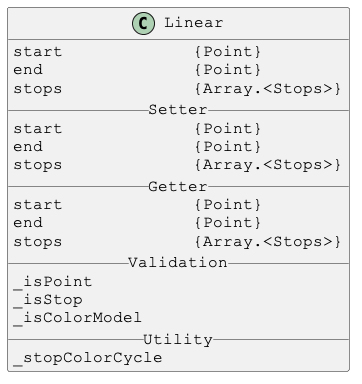 C Linear
start {Point}
end {Point}
stops {Array.<Stops>}
Setter
start {Point}
end {Point}
stops {Array.<Stops>}
Getter
start {Point}
end {Point}
stops {Array.<Stops>}
Validation
_isPoint
_isStop
_isColorModel
Utility
_stopColorCycle